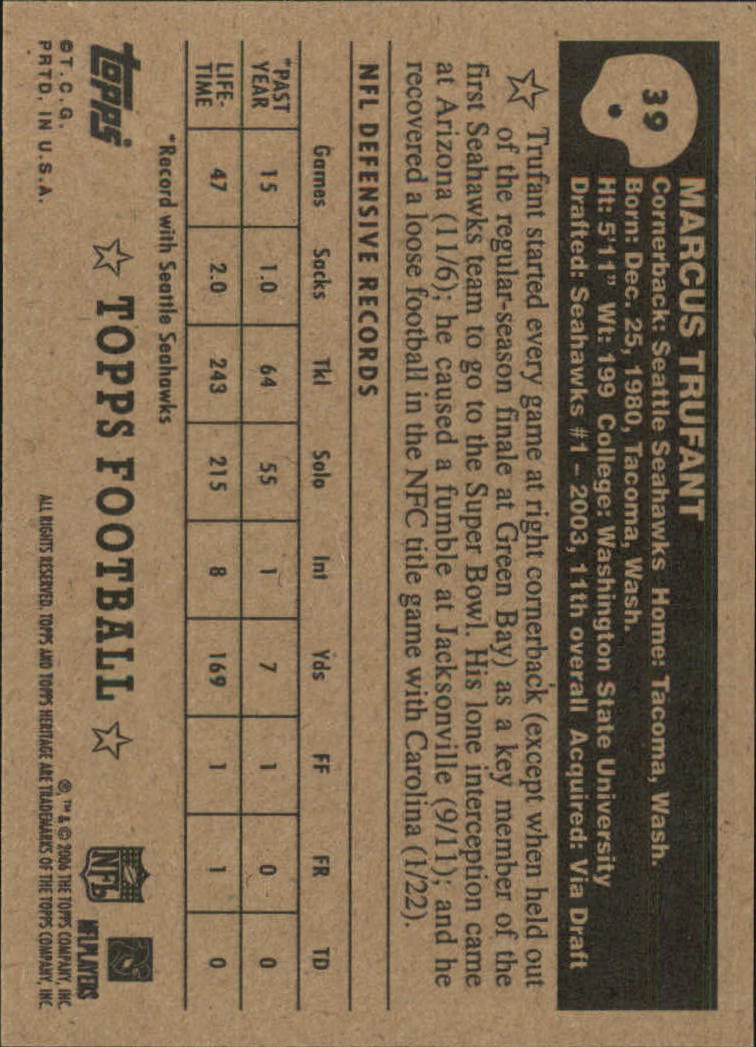 39
MARCUS TRUFANT
Cornerback: Seattle Seahawks Home: Tacoma, Wash.
Born: Dec. 25, 1980, Tacoma, Wash.
Ht: 5'11" Wt: 199 College: Washington State University
Drafted: Seahawks #1 – 2003, 11th overall Acquired: Via Draft
Trufant started every game at right cornerback (except when held out
of the regular-season finale at Green Bay) as a key member of the
first Seahawks team to go to the Super Bowl. His lone interception came
at Arizona (11/6); he caused a fumble at Jacksonville (9/11); and he
recovered a loose football in the NFC title game with Carolina (1/22).
NFL DEFENSIVE RECORDS
Games Sacks Tkl Solo Int Yds FF FR TD
*PAST YEAR 15 1.0 64 55 1 7 1 0 0
LIFE-TIME 47 2.0 243 215 8 169 1 1 0
*Record with Seattle Seahawks
topps
©T.C.G.
PRTD. IN U.S.A.
TOPPS FOOTBALL
NFL
NFL PLAYERS
®, ™ & © 2006 THE TOPPS COMPANY, INC.
ALL RIGHTS RESERVED. TOPPS AND TOPPS HERITAGE ARE TRADEMARKS OF THE TOPPS COMPANY, INC.